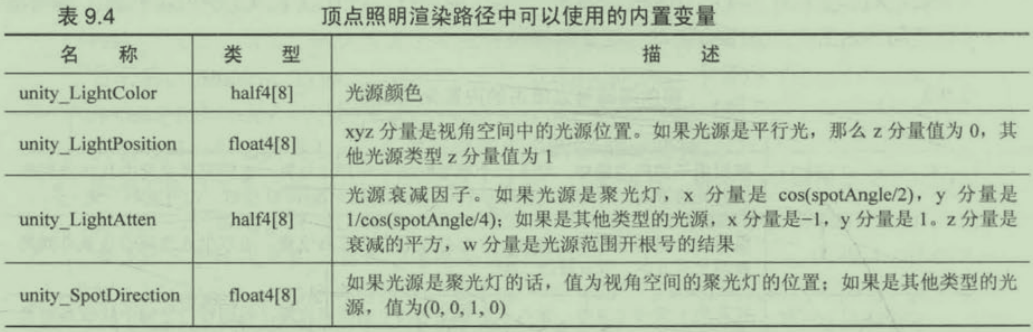 表 9.4 顶点照明渲染路径中可以使用的内置变量
名 称 类 型 描 述
unity_LightColor half4[8] 光源颜色
unity_LightPosition float4[8] xyz 分量是视角空间中的光源位置。如果光源是平行光，那么 z 分量值为 0，其
他光源类型 z 分量值为 1
unity_LightAtten half4[8] 光源衰减因子。如果光源是聚光灯，x 分量是 cos(spotAngle/2)，y 分量是
1/cos(spotAngle/4)；如果是其他类型的光源，x 分量是−1，y 分量是 1。z 分量是
衰减的平方，w 分量是光源范围开根号的结果
unity_SpotDirection float4[8] 如果光源是聚光灯的话，值为视角空间的聚光灯的位置；如果是其他类型的光
源，值为(0, 0, 1, 0)